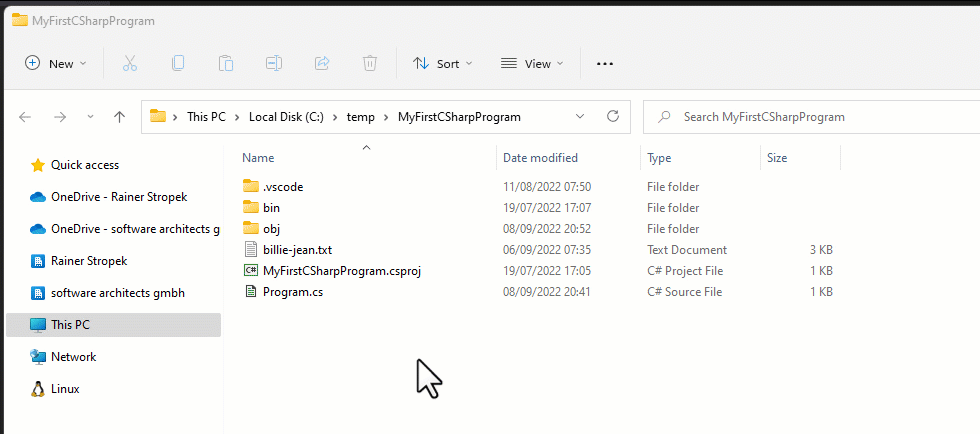 MyFirstCSharpProgram
New Sort View
This PC Local Disk (C:) temp MyFirstCSharpProgram Search MyFirstCSharpProgram
Quick access
OneDrive - Rainer Stropek
OneDrive - software architects g
Rainer Stropek
software architects gmbh
This PC
Network
Linux
Name Date modified Type Size
.vscode 11/08/2022 07:50 File folder
bin 19/07/2022 17:07 File folder
obj 08/09/2022 20:52 File folder
billie-jean.txt 06/09/2022 07:35 Text Document 3 KB
C# MyFirstCSharpProgram.csproj 19/07/2022 17:05 C# Project File 1 KB
Program.cs 08/09/2022 20:41 C# Source File 1 KB